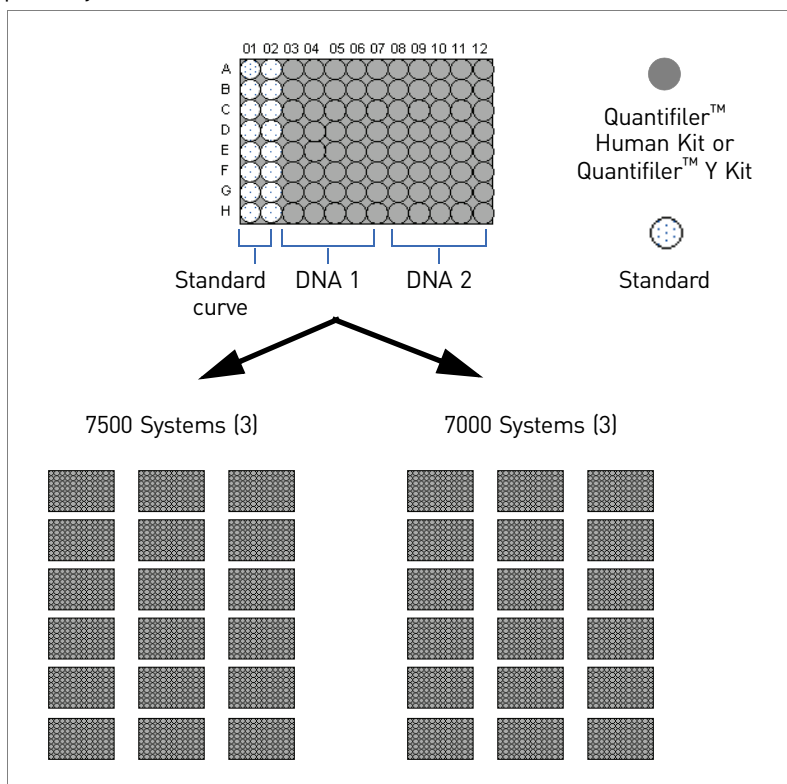 01 02 03 04 05 06 07 08 09 10 11 12
A
B
C
D
E
F
G
H
Quantifiler™
Human Kit or
Quantifiler™ Y Kit
Standard
curve
DNA 1
DNA 2
Standard
7500 Systems (3)
7000 Systems (3)